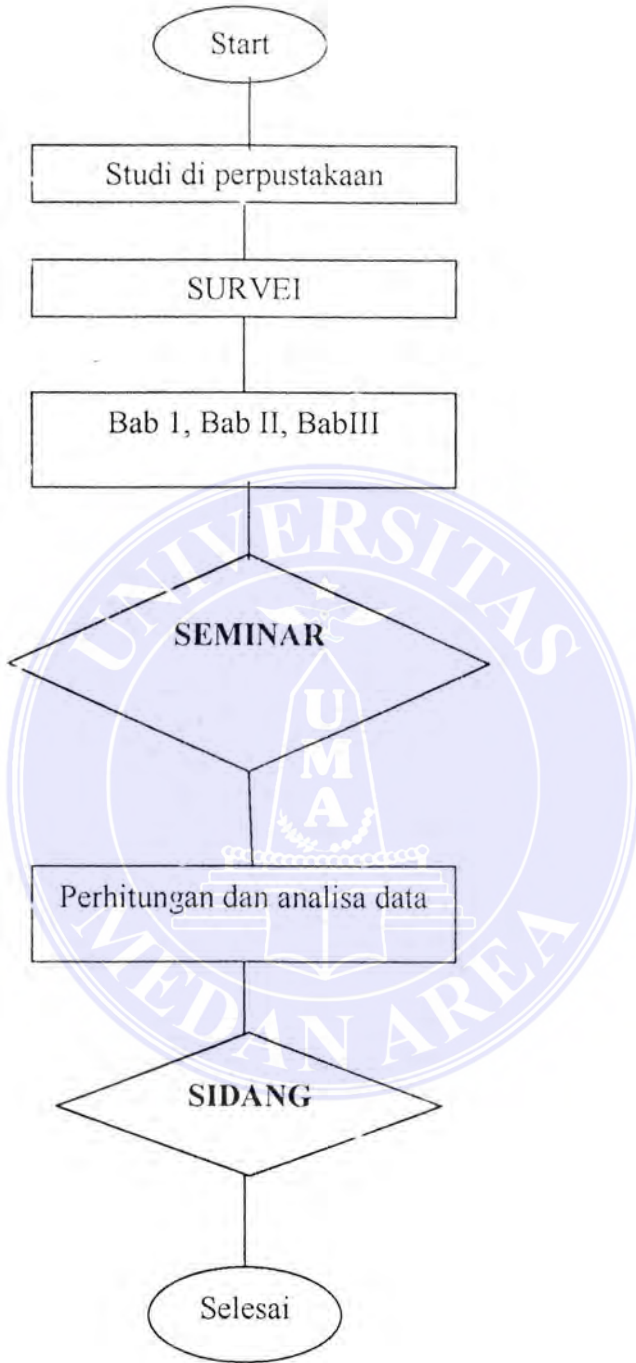 Start
Studi di perpustakaan
SURVEI
Bab 1, Bab II, BabIII
UNIVERSITAS
SEMINAR
U
M
A
Perhitungan dan analisa data
MEDAN AREA
SIDANG
Selesai